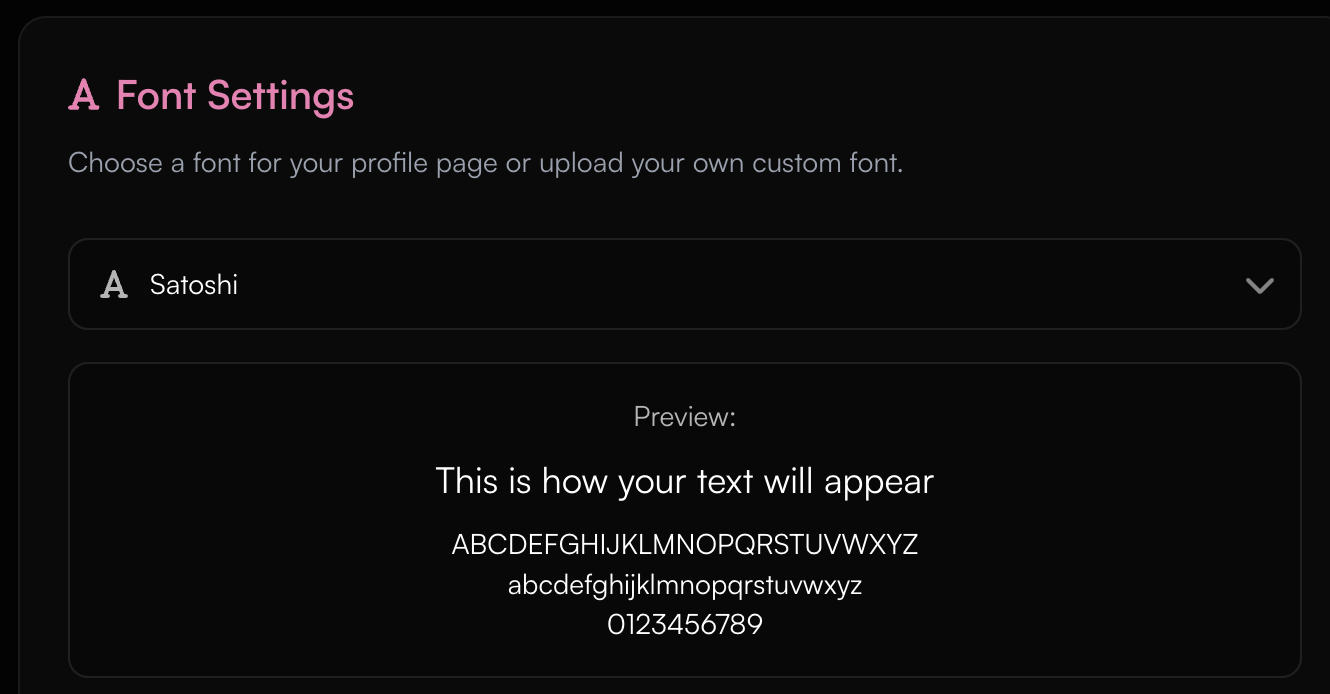 Font Settings
Choose a font for your profile page or upload your own custom font.
Satoshi
Preview:
This is how your text will appear
ABCDEFGHIJKLMNOPQRSTUVWXYZ
abcdefghijklmnopqrstuvwxyz
0123456789